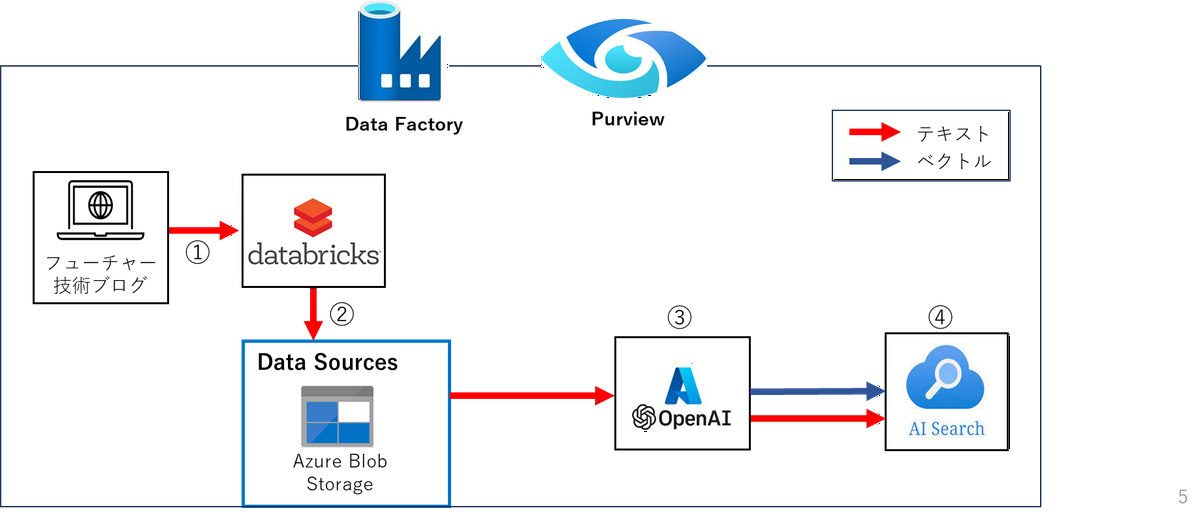 Data Factory
Purview
テキスト
ベクトル
フューチャー
技術ブログ
①
databricks
②
Data Sources
Azure Blob
Storage
③
OpenAI
④
AI Search
5